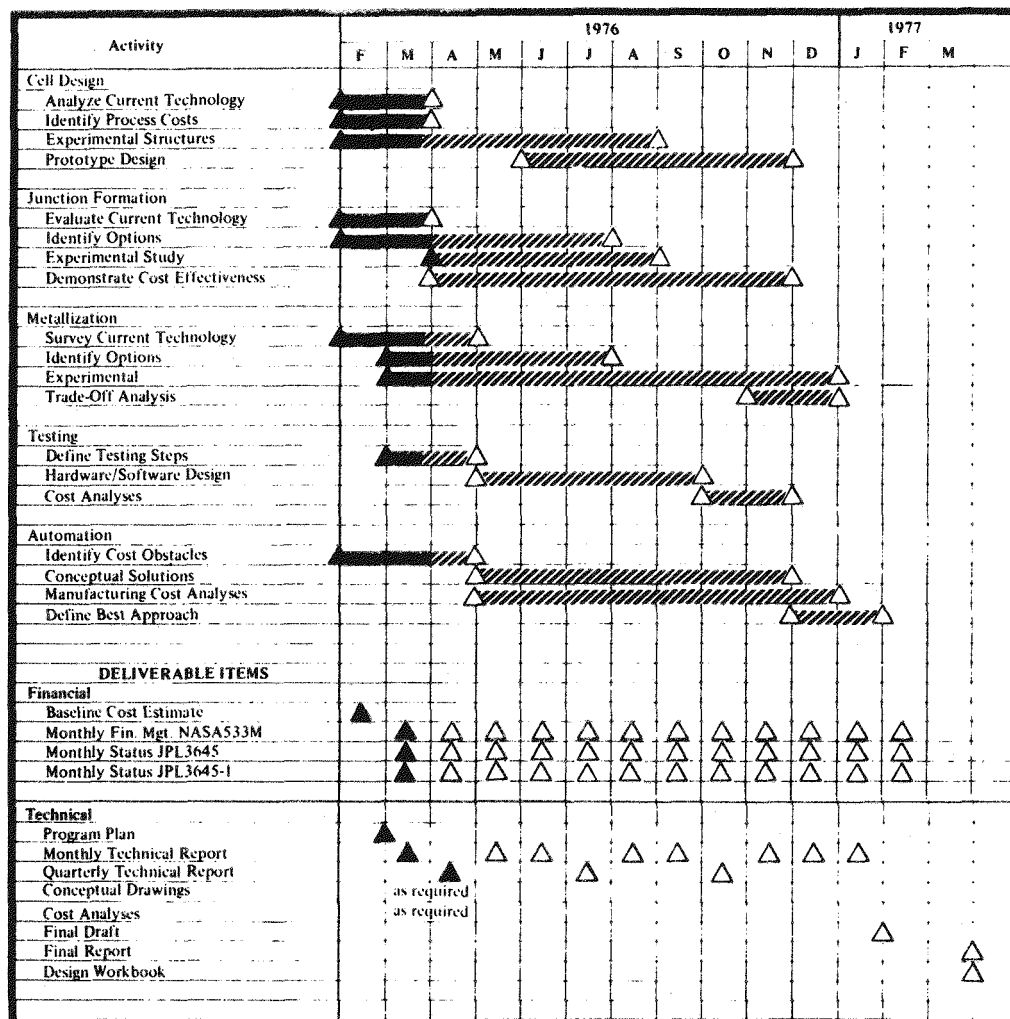 Activity
1976
1977
F M A M J J A S O N D J F M
Cell Design
Analyze Current Technology
Identify Process Costs
Experimental Structures
Prototype Design
Junction Formation
Evaluate Current Technology
Identify Options
Experimental Study
Demonstrate Cost Effectiveness
Metallization
Survey Current Technology
Identify Options
Experimental
Trade-Off Analysis
Testing
Define Testing Steps
Hardware/Software Design
Cost Analyses
Automation
Identify Cost Obstacles
Conceptual Solutions
Manufacturing Cost Analyses
Define Best Approach
DELIVERABLE ITEMS
Financial
Baseline Cost Estimate
Monthly Fin. Mgt. NASA533M
Monthly Status JPL3645
Monthly Status JPL3645-1
Technical
Program Plan
Monthly Technical Report
Quarterly Technical Report
Conceptual Drawings as required
Cost Analyses as required
Final Draft
Final Report
Design Workbook